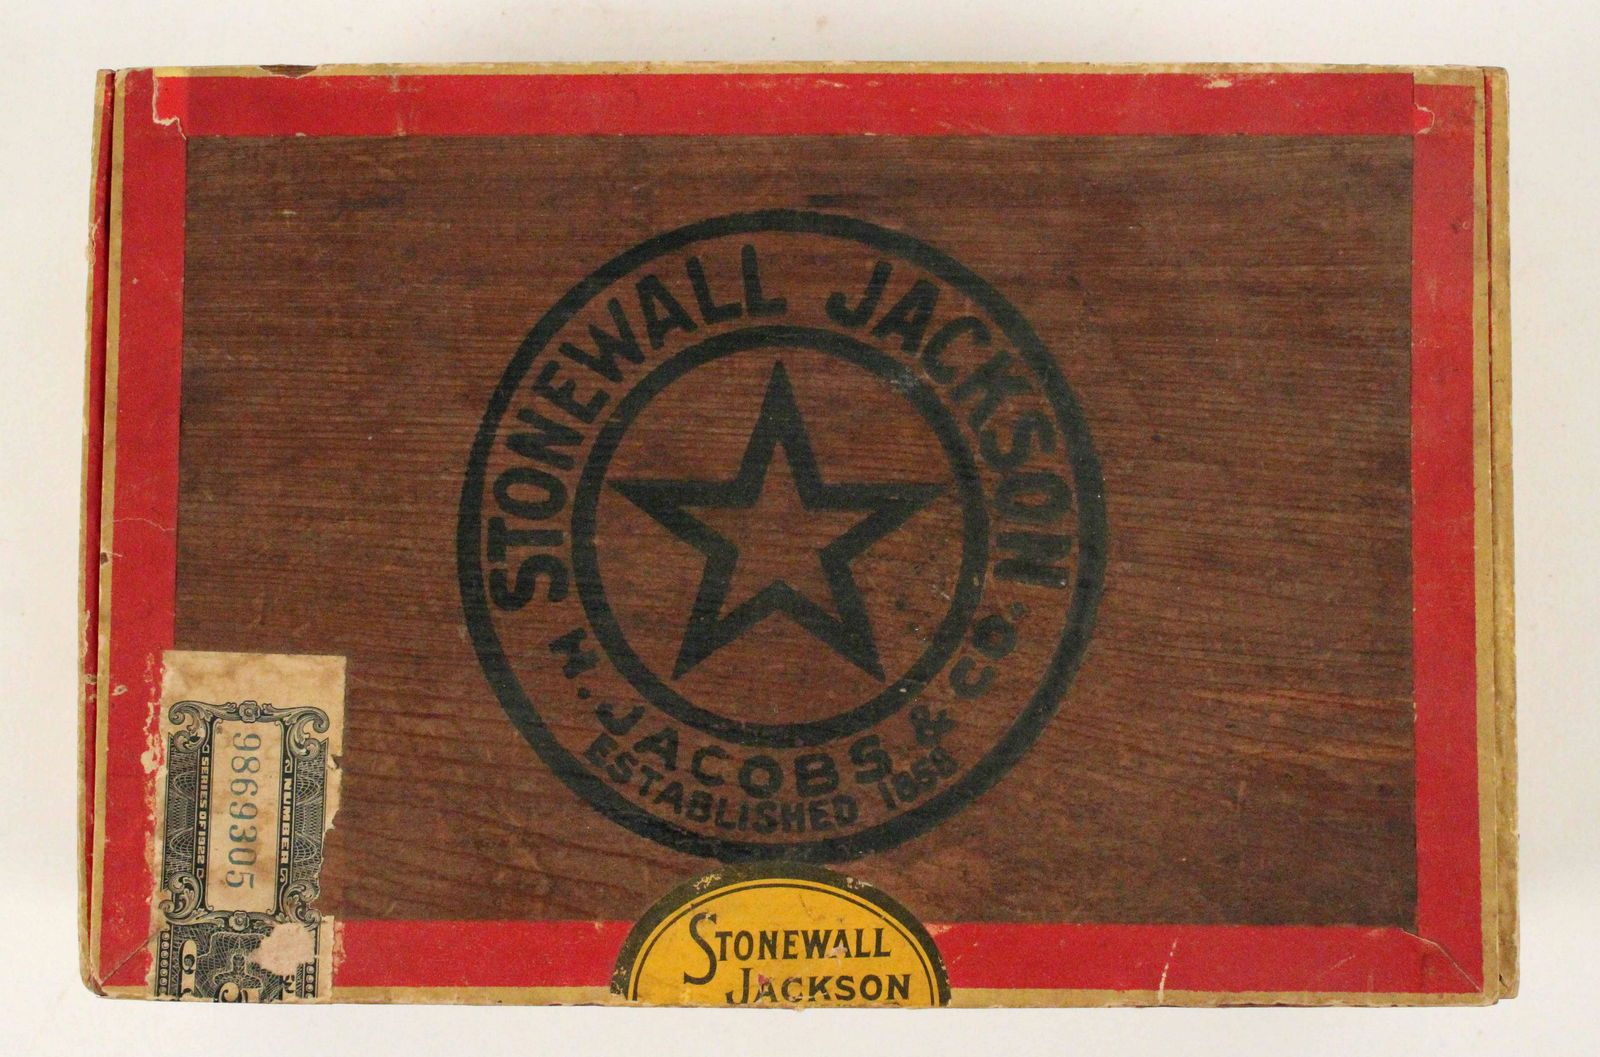 STONEWALL JACKSON
H. JACOBS & CO.
ESTABLISHED 1858
NUMBER
9869305
SERIES OF 1922
STONEWALL
JACKSON